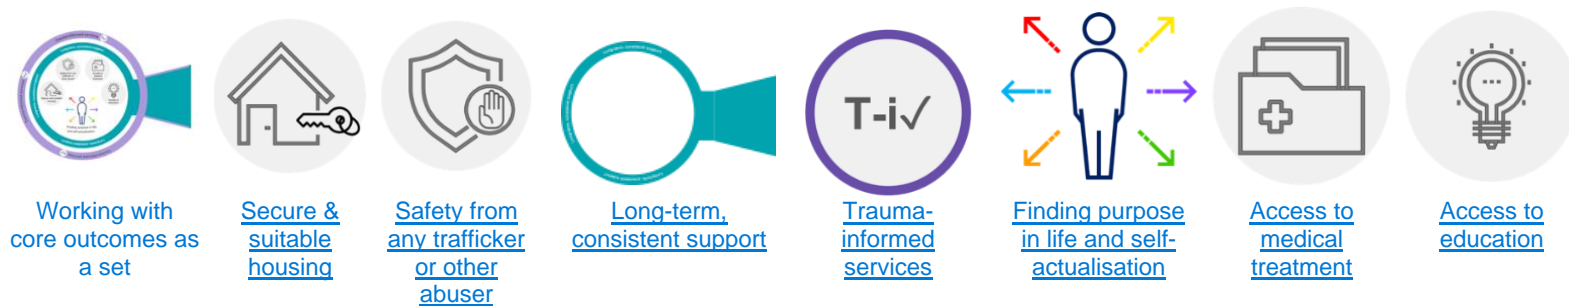 T-i✓
Working with
core outcomes as
a set
Secure &
suitable
housing
Safety from
any trafficker
or other
abuser
Long-term,
consistent support
Trauma-
informed
services
Finding purpose
in life and self-
actualisation
Access to
medical
treatment
Access to
education